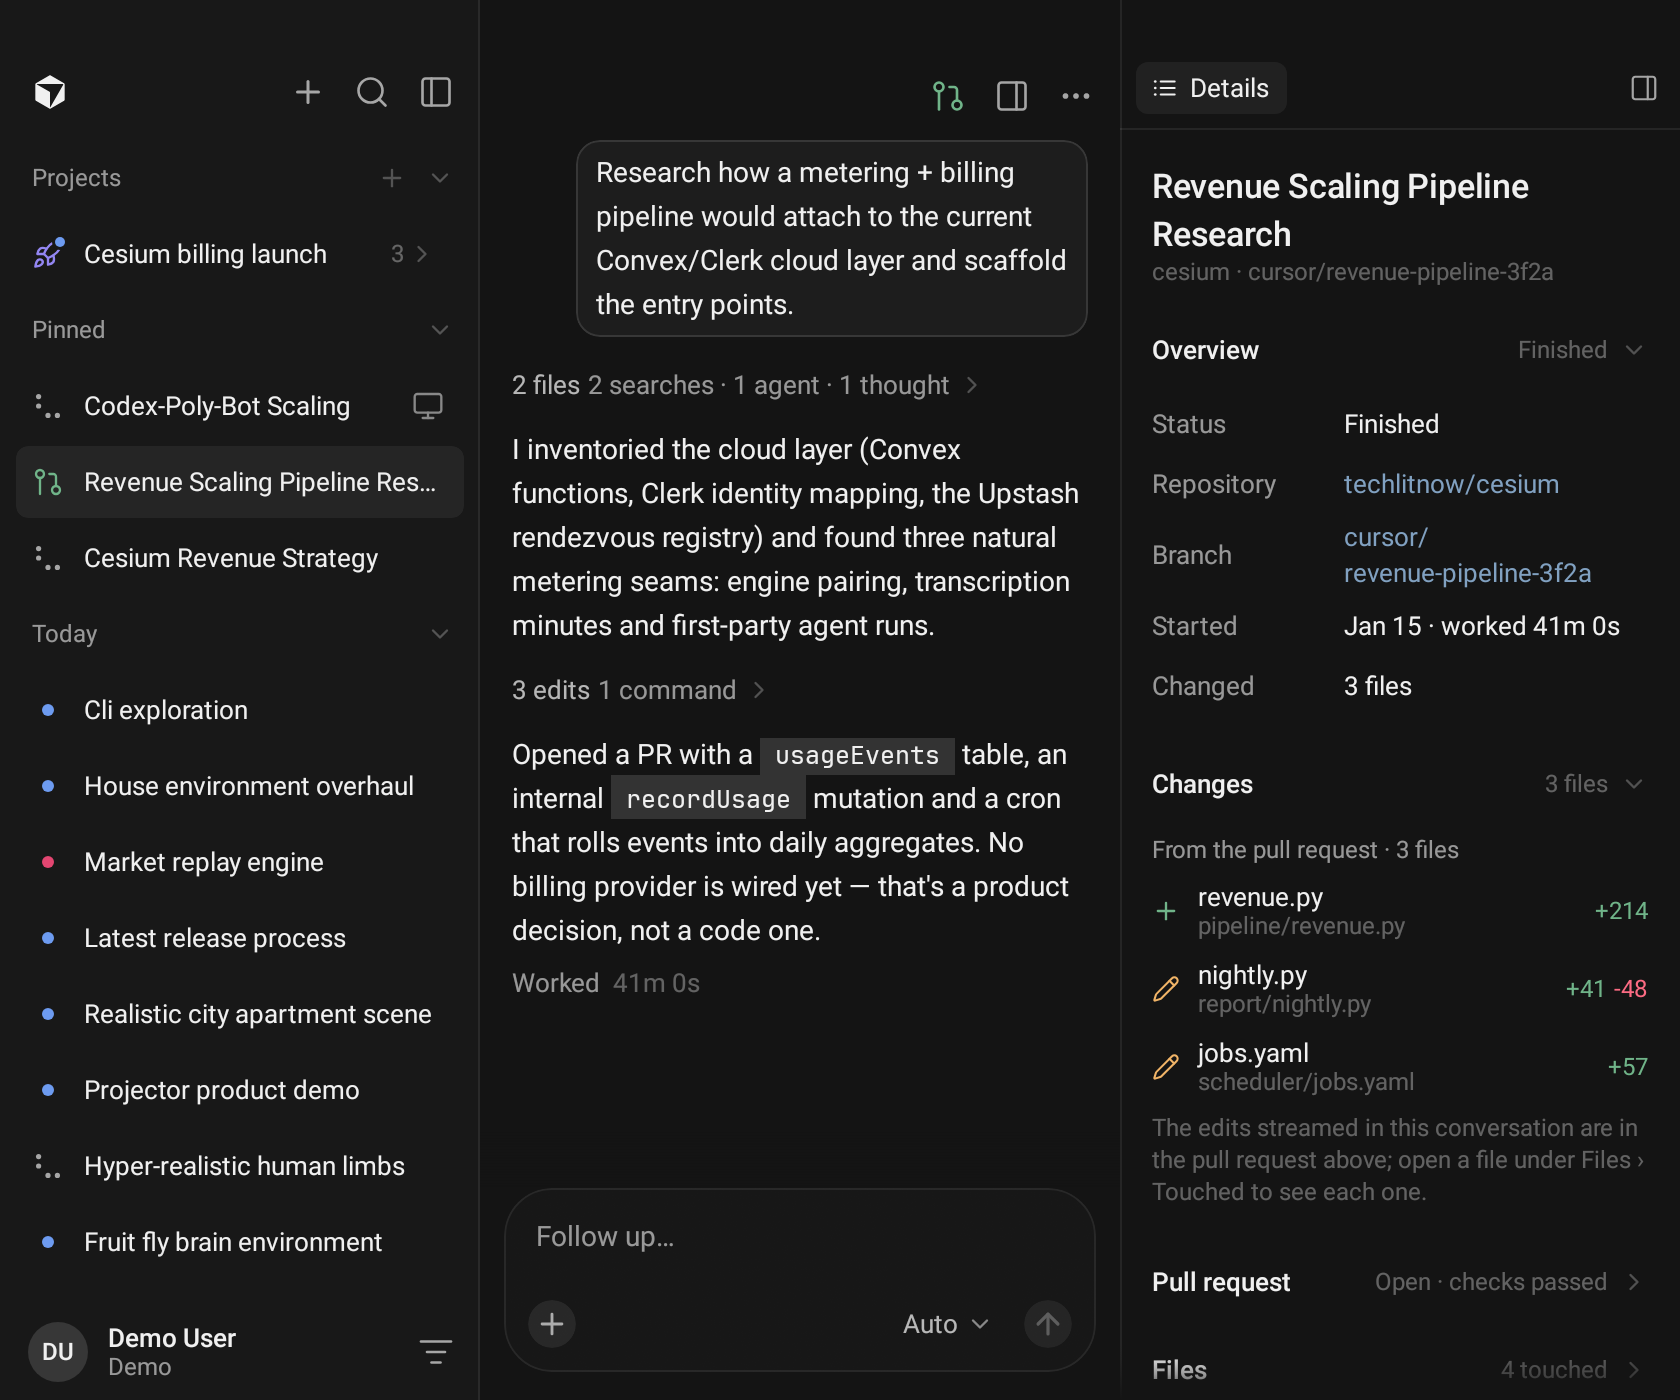 Projects
Cesium billing launch 3
Pinned
Codex-Poly-Bot Scaling
Revenue Scaling Pipeline Res...
Cesium Revenue Strategy
Today
Cli exploration
House environment overhaul
Market replay engine
Latest release process
Realistic city apartment scene
Projector product demo
Hyper-realistic human limbs
Fruit fly brain environment
DU
Demo User
Demo
Research how a metering + billing
pipeline would attach to the current
Convex/Clerk cloud layer and scaffold
the entry points.
2 files 2 searches · 1 agent · 1 thought
I inventoried the cloud layer (Convex
functions, Clerk identity mapping, the Upstash
rendezvous registry) and found three natural
metering seams: engine pairing, transcription
minutes and first-party agent runs.
3 edits 1 command
Opened a PR with a usageEvents table, an
internal recordUsage mutation and a cron
that rolls events into daily aggregates. No
billing provider is wired yet — that's a product
decision, not a code one.
Worked 41m 0s
Follow up...
Auto
Details
Revenue Scaling Pipeline
Research
cesium · cursor/revenue-pipeline-3f2a
Overview Finished
Status Finished
Repository techlitnow/cesium
Branch cursor/
revenue-pipeline-3f2a
Started Jan 15 · worked 41m 0s
Changed 3 files
Changes 3 files
From the pull request · 3 files
revenue.py +214
pipeline/revenue.py
nightly.py +41 -48
report/nightly.py
jobs.yaml +57
scheduler/jobs.yaml
The edits streamed in this conversation are in
the pull request above; open a file under Files ›
Touched to see each one.
Pull request Open · checks passed
Files 4 touched